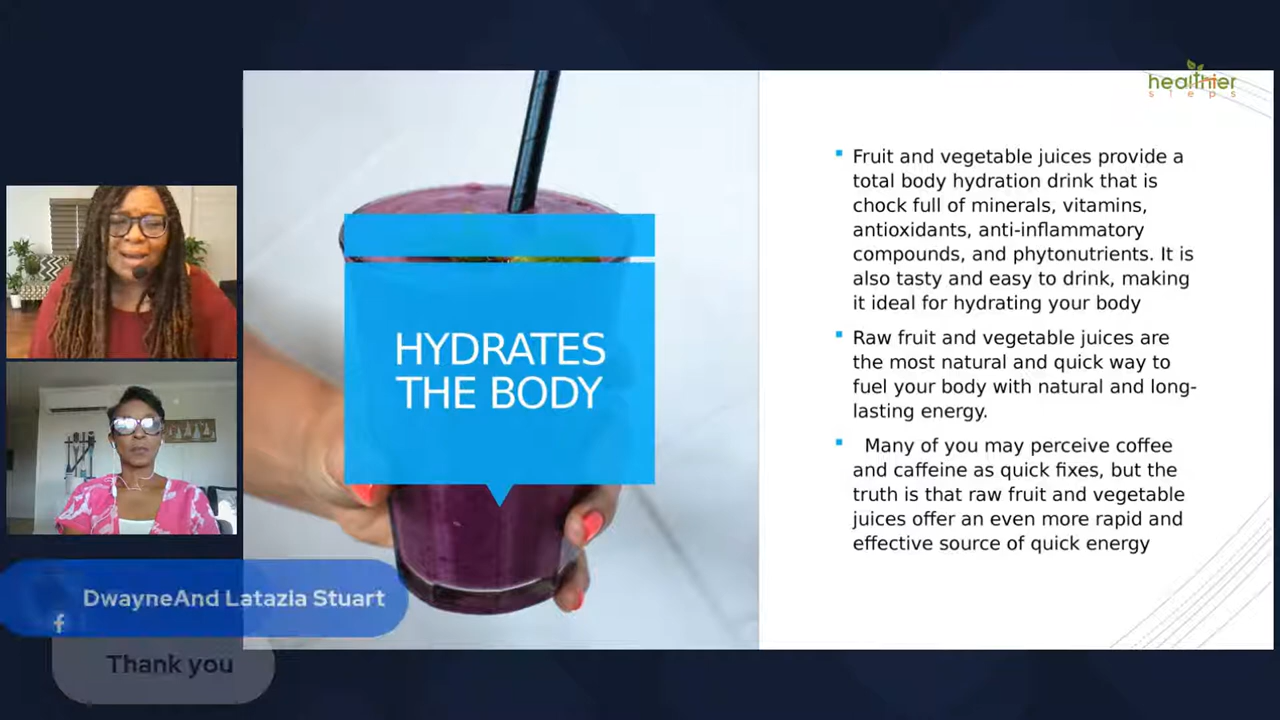 healthier
steps
HYDRATES
THE BODY
Fruit and vegetable juices provide a
total body hydration drink that is
chock full of minerals, vitamins,
antioxidants, anti-inflammatory
compounds, and phytonutrients. It is
also tasty and easy to drink, making
it ideal for hydrating your body
Raw fruit and vegetable juices are
the most natural and quick way to
fuel your body with natural and long-
lasting energy.
Many of you may perceive coffee
and caffeine as quick fixes, but the
truth is that raw fruit and vegetable
juices offer an even more rapid and
effective source of quick energy
DwayneAnd Latazia Stuart
f
Thank you